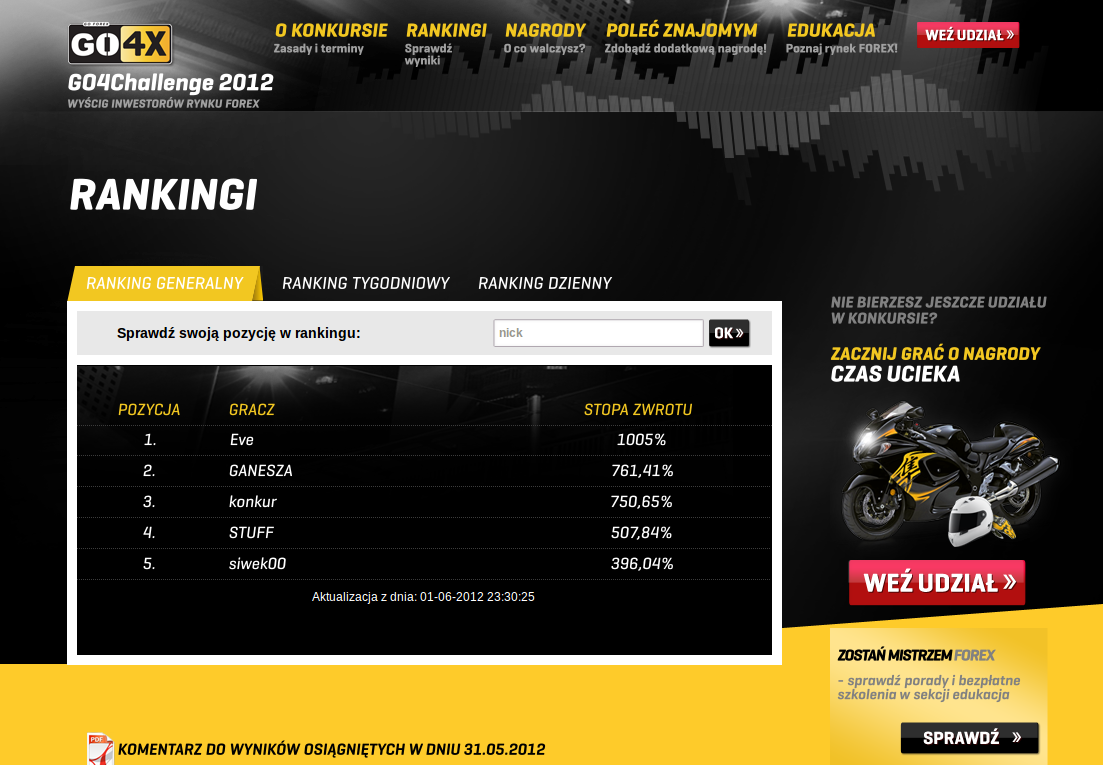 GO FOREX
GO4X
GO4Challenge 2012
WYŚCIG INWESTORÓW RYNKU FOREX
O KONKURSIE
Zasady i terminy
RANKINGI
Sprawdź
wyniki
NAGRODY
O co walczysz?
POLEĆ ZNAJOMYM
Zdobądź dodatkową nagrodę!
EDUKACJA
Poznaj rynek FOREX!
WEŹ UDZIAŁ »
RANKINGI
RANKING GENERALNY RANKING TYGODNIOWY RANKING DZIENNY
Sprawdź swoją pozycję w rankingu: nick OK »
POZYCJA GRACZ STOPA ZWROTU
1. Eve 1005%
2. GANESZA 761,41%
3. konkur 750,65%
4. STUFF 507,84%
5. siwek00 396,04%
Aktualizacja z dnia: 01-06-2012 23:30:25
NIE BIERZESZ JESZCZE UDZIAŁU
W KONKURSIE?
ZACZNIJ GRAĆ O NAGRODY
CZAS UCIEKA
WEŹ UDZIAŁ »
ZOSTAŃ MISTRZEM FOREX
- sprawdź porady i bezpłatne
szkolenia w sekcji edukacja
SPRAWDŹ »
PDF
KOMENTARZ DO WYNIKÓW OSIĄGNIĘTYCH W DNIU 31.05.2012